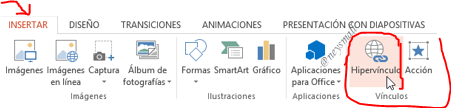 INSERTAR DISEÑO TRANSICIONES ANIMACIONES PRESENTACIÓN CON DIAPOSITIVAS
Imágenes Imágenes en línea Captura Álbum de fotografías Formas SmartArt Gráfico Aplicaciones para Office Hipervínculo Acción
Imágenes Ilustraciones Aplicaciones Vínculos